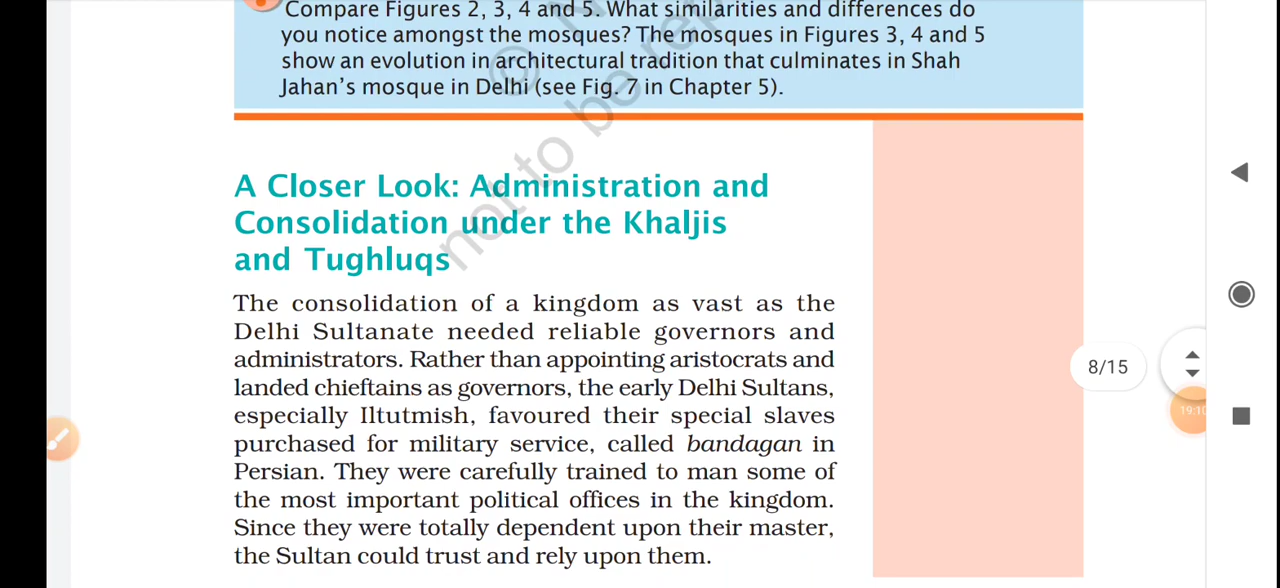 Compare Figures 2, 3, 4 and 5. What similarities and differences do
you notice amongst the mosques? The mosques in Figures 3, 4 and 5
show an evolution in architectural tradition that culminates in Shah
Jahan's mosque in Delhi (see Fig. 7 in Chapter 5).
A Closer Look: Administration and
Consolidation under the Khaljis
and Tughluqs
The consolidation of a kingdom as vast as the
Delhi Sultanate needed reliable governors and
administrators. Rather than appointing aristocrats and
landed chieftains as governors, the early Delhi Sultans,
especially Iltutmish, favoured their special slaves
purchased for military service, called bandagan in
Persian. They were carefully trained to man some of
the most important political offices in the kingdom.
Since they were totally dependent upon their master,
the Sultan could trust and rely upon them.
8/15
19:10
© N
not to be rep